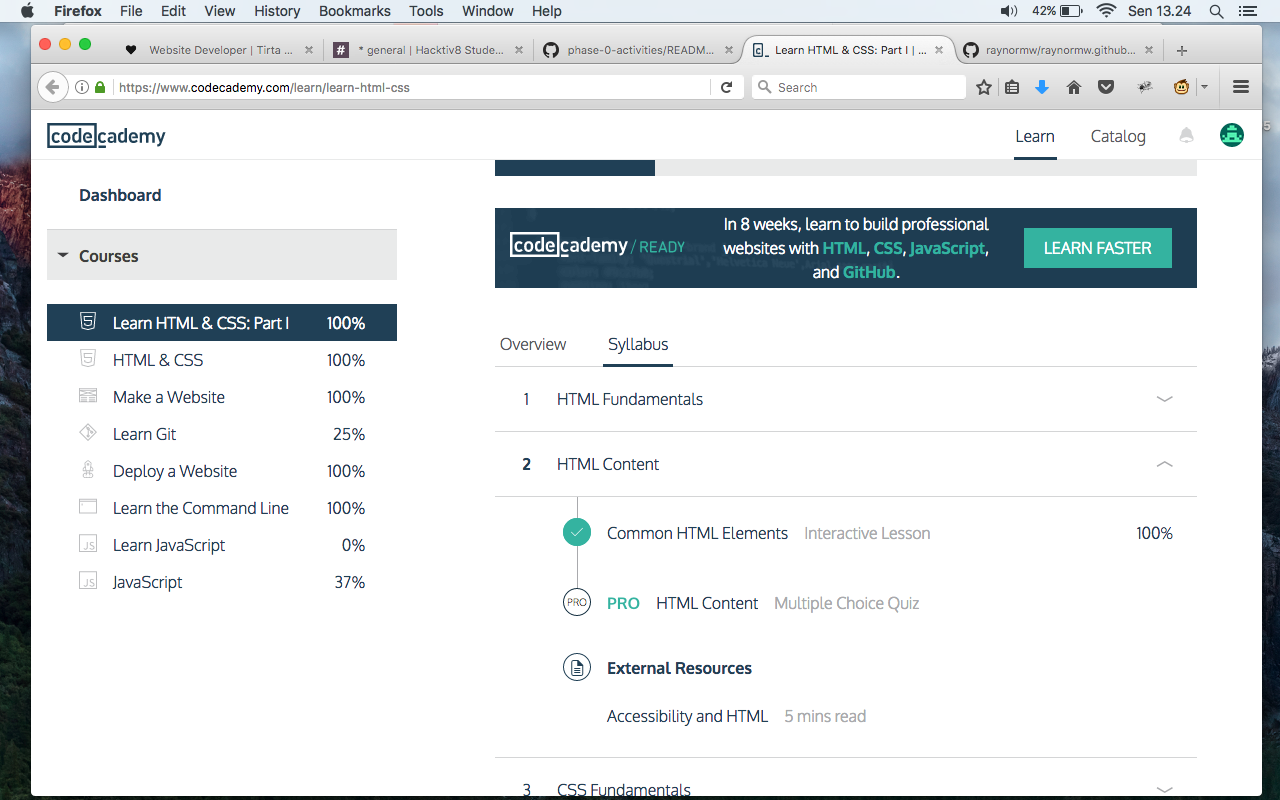 Firefox File Edit View History Bookmarks Tools Window Help 42% Sen 13.24
Website Developer | Tirta ... * general | Hacktiv8 Stude... phase-0-activities/READM... Learn HTML & CSS: Part I | ... raynormw/raynormw.github...
https://www.codecademy.com/learn/learn-html-css Search
codecademy Learn Catalog
Dashboard
Courses
Learn HTML & CSS: Part I 100%
HTML & CSS 100%
Make a Website 100%
Learn Git 25%
Deploy a Website 100%
Learn the Command Line 100%
JS Learn JavaScript 0%
JS JavaScript 37%
codecademy / READY
In 8 weeks, learn to build professional
websites with HTML, CSS, JavaScript,
and GitHub.
LEARN FASTER
Overview Syllabus
1 HTML Fundamentals
2 HTML Content
Common HTML Elements Interactive Lesson 100%
PRO PRO HTML Content Multiple Choice Quiz
External Resources
Accessibility and HTML 5 mins read
3 CSS Fundamentals